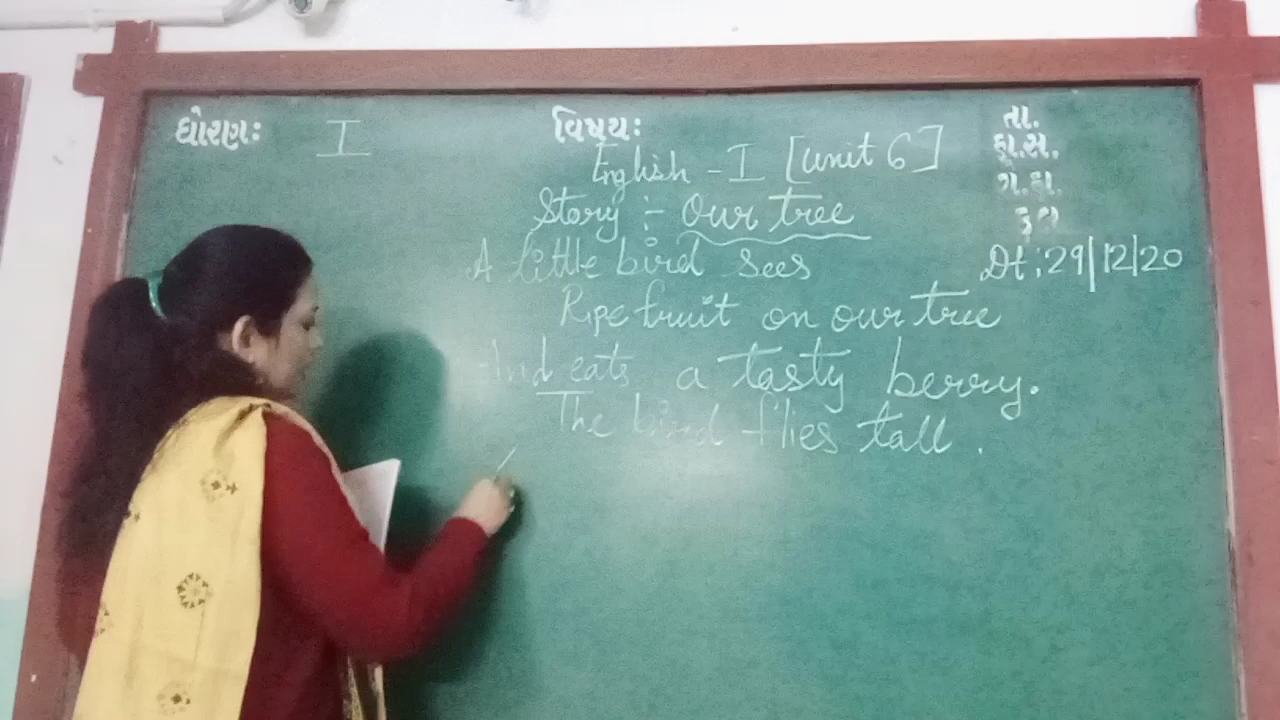 ધોરણઃ I
વિષયઃ
તા.
હા.સ.
ગ.હા.
કુલ
English - I [Unit 6]
Story :- Our tree
Dt: 29/12/20
A little bird sees
Ripe fruit on our tree
And eats a tasty berry.
The bird flies tall.